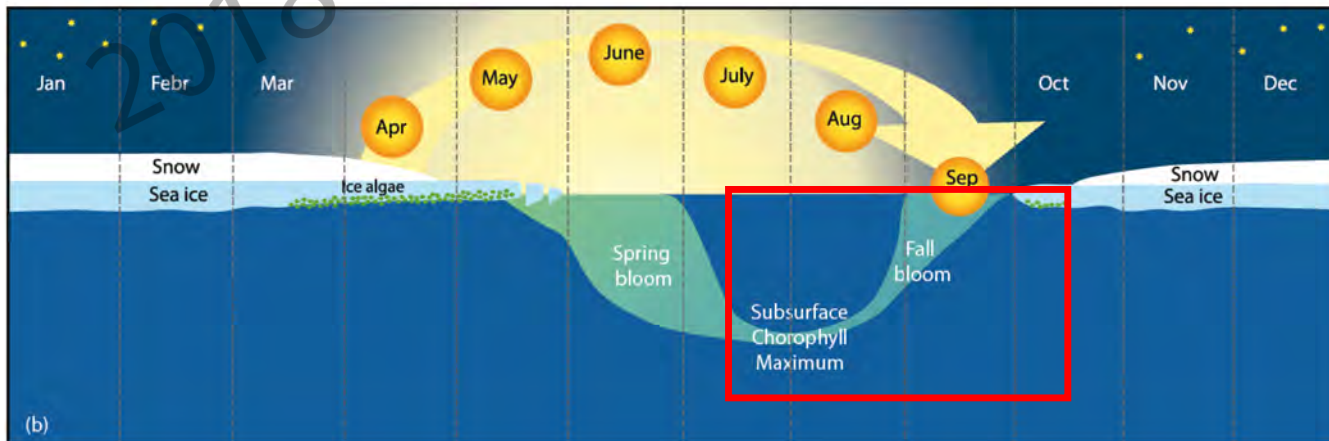 2018
Jan
Febr
Mar
Apr
May
June
July
Aug
Sep
Oct
Nov
Dec
Snow
Sea ice
Ice algae
Snow
Sea ice
Spring
bloom
Fall
bloom
Subsurface
Chorophyll
Maximum
(b)